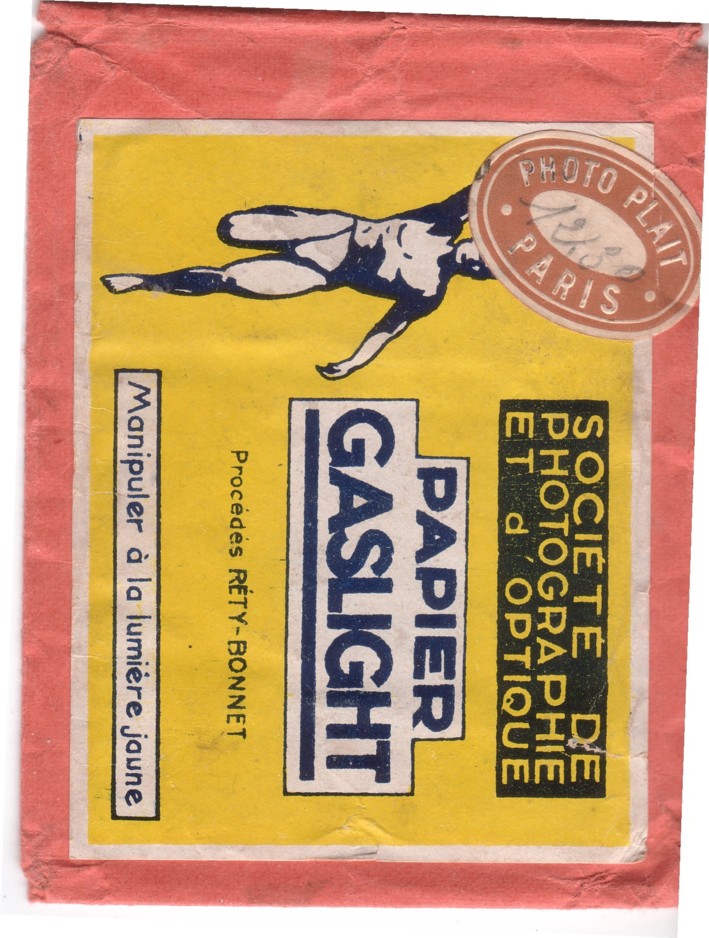 PHOTO PLAIT
PARIS
SOCIÉTÉ DE
PHOTOGRAPHIE
ET d'OPTIQUE
PAPIER
GASLIGHT
Procédés RÉTY-BONNET
Manipuler à la lumière jaune